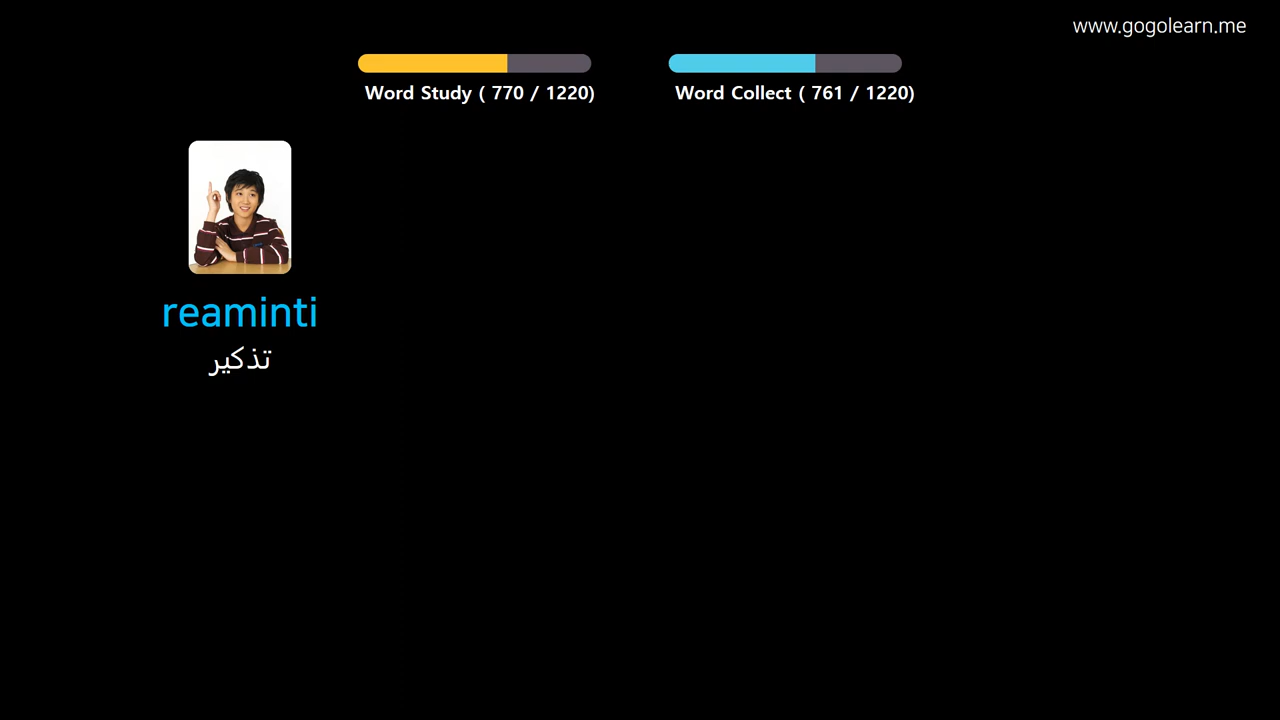 www.gogolearn.me
Word Study ( 770 / 1220)
Word Collect ( 761 / 1220)
reaminti
تذكير